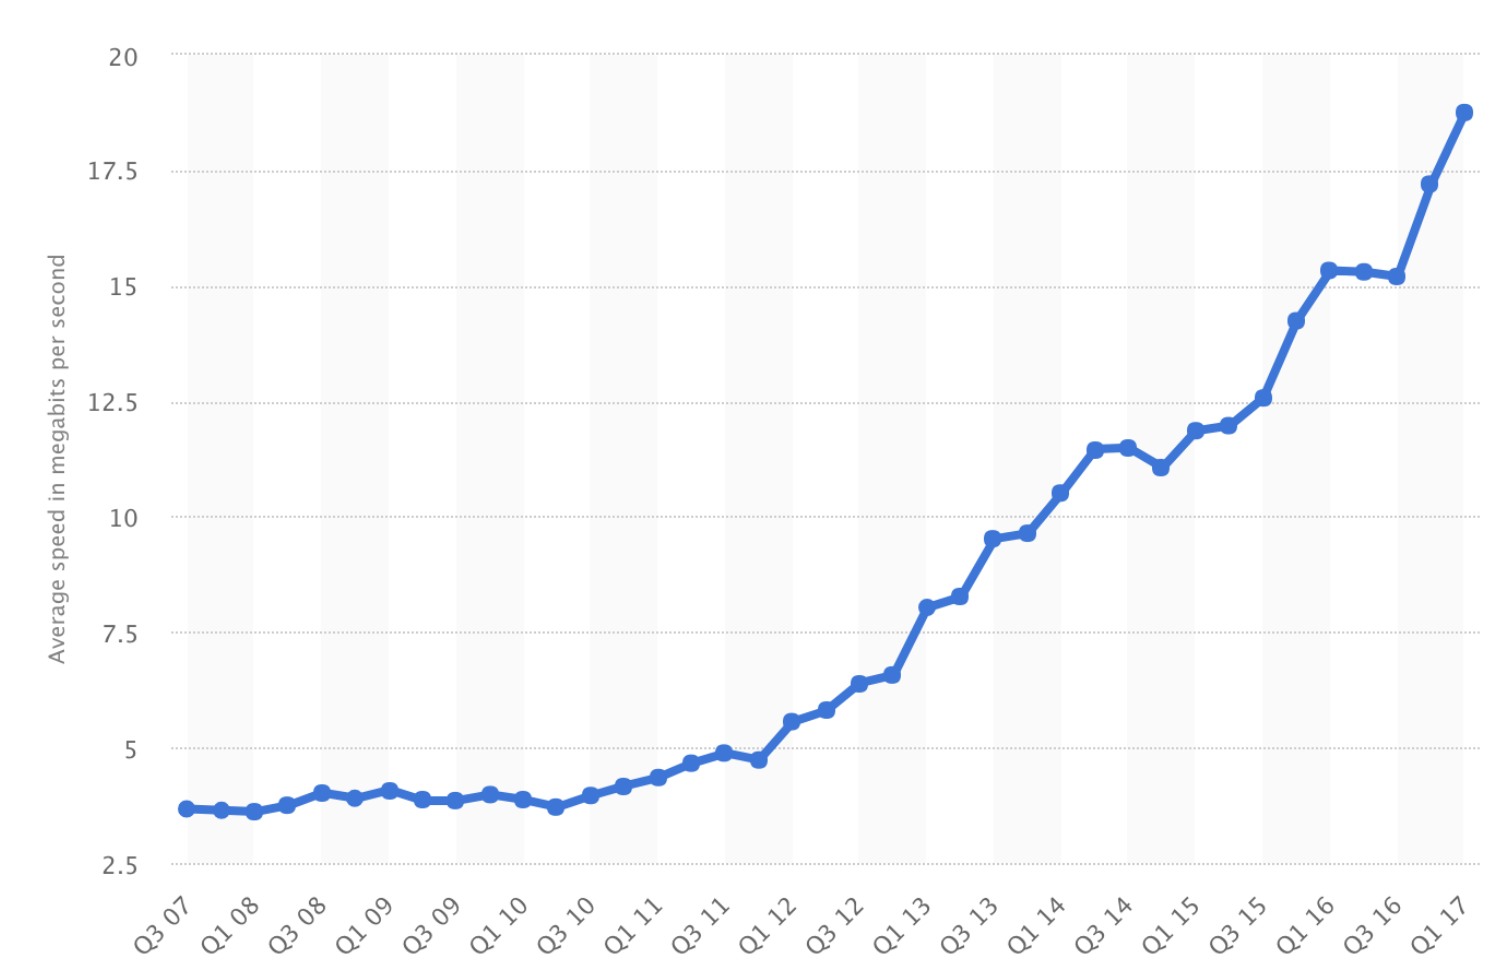 20
17.5
15
12.5
10
7.5
5
2.5
Average speed in megabits per second
Q3 07
Q1 08
Q3 08
Q1 09
Q3 09
Q1 10
Q3 10
Q1 11
Q3 11
Q1 12
Q3 12
Q1 13
Q3 13
Q1 14
Q3 14
Q1 15
Q3 15
Q1 16
Q3 16
Q1 17